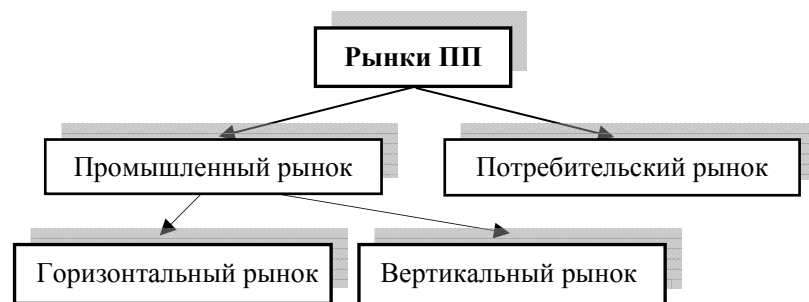 Рынки ПП
Промышленный рынок
Потребительский рынок
Горизонтальный рынок
Вертикальный рынок